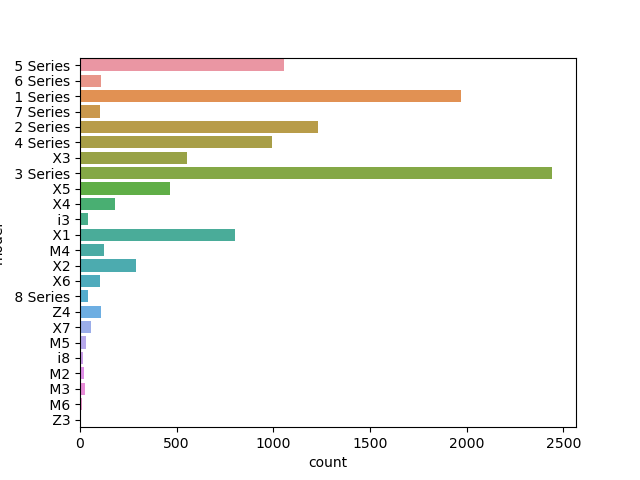 5 Series
6 Series
1 Series
7 Series
2 Series
4 Series
X3
3 Series
X5
X4
i3
X1
M4
X2
X6
8 Series
Z4
X7
M5
i8
M2
M3
M6
Z3
0 500 1000 1500 2000 2500
count